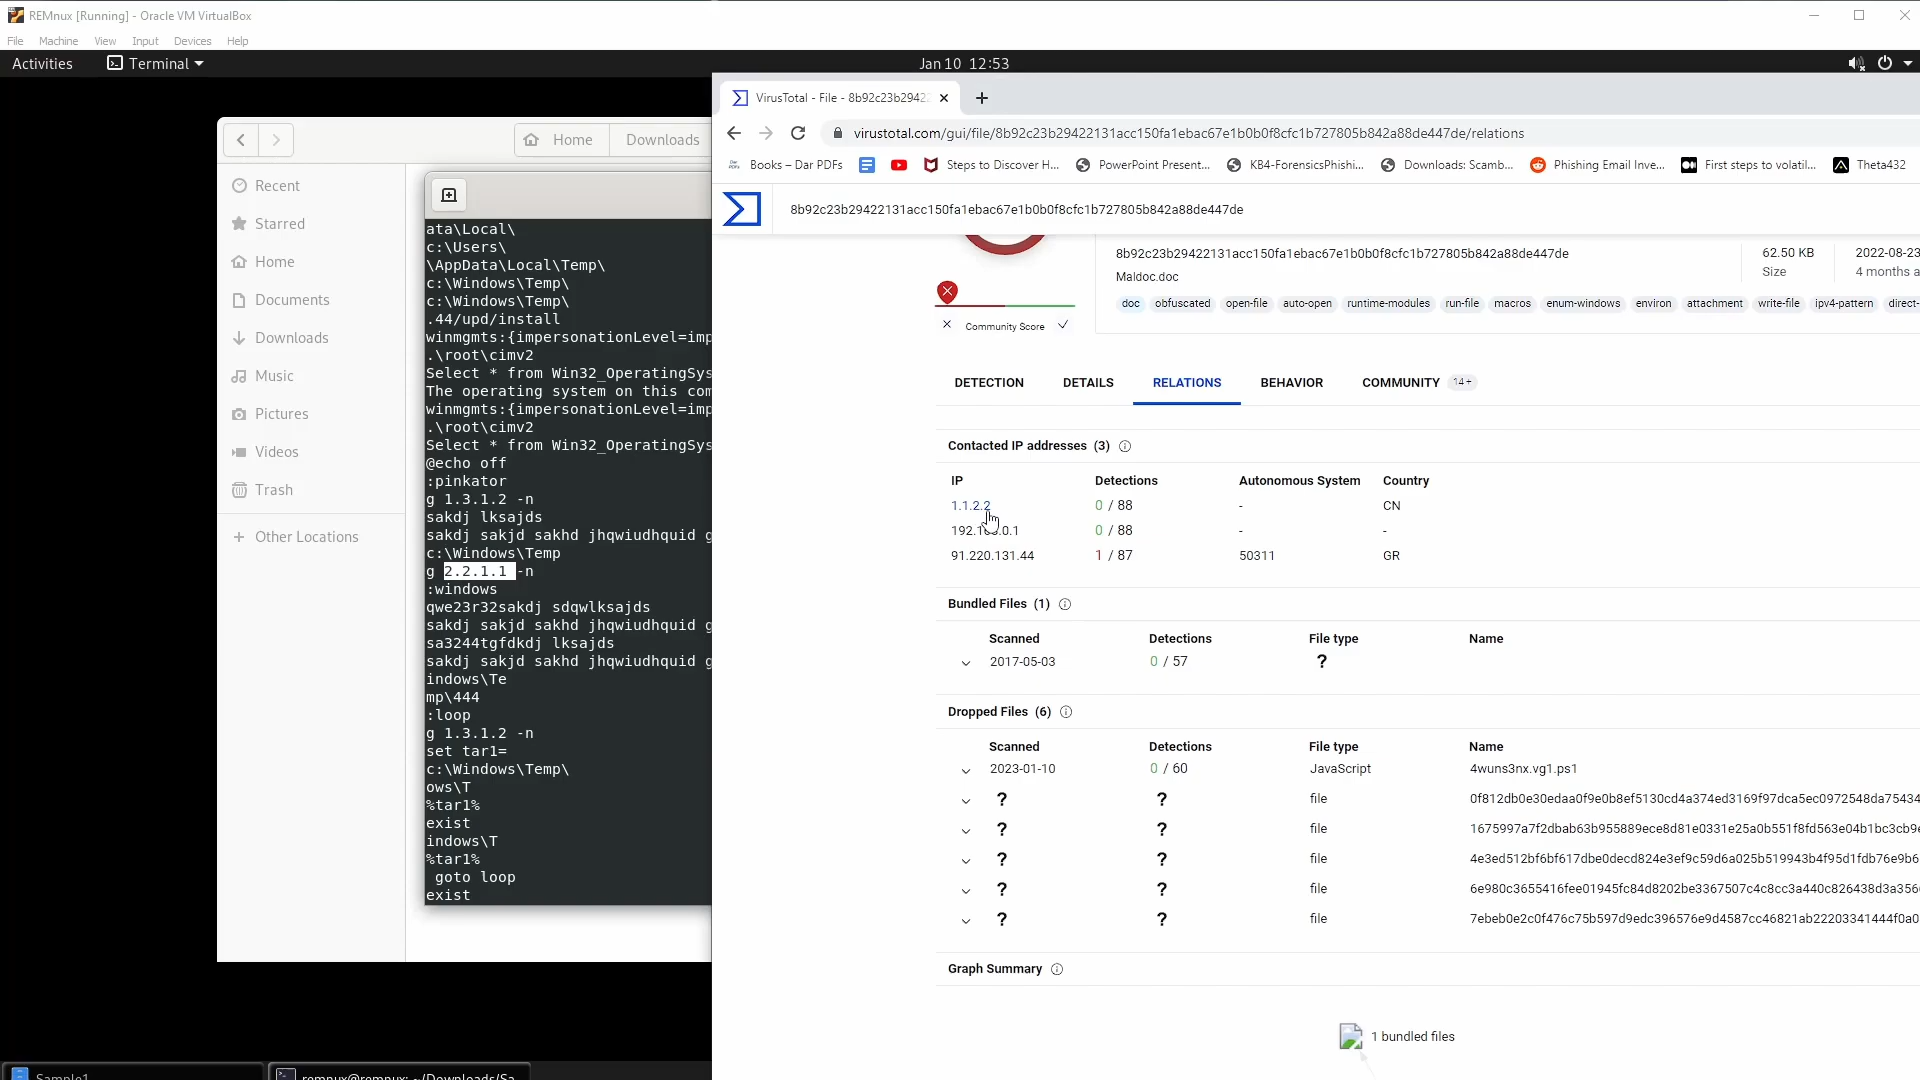 REMnux [Running] - Oracle VM VirtualBox
File Machine View Input Devices Help
Activities Terminal Jan 10 12:53
Home Downloads
Recent
Starred
Home
Documents
Downloads
Music
Pictures
Videos
Trash
Other Locations
ata\Local\
c:\Users\
\AppData\Local\Temp\
c:\Windows\Temp\
c:\Windows\Temp\
.44/upd/install
winmgmts:{impersonationLevel=imp
.\root\cimv2
Select * from Win32_OperatingSys
The operating system on this com
winmgmts:{impersonationLevel=imp
.\root\cimv2
Select * from Win32_OperatingSys
@echo off
:pinkator
g 1.3.1.2 -n
sakdj lksajds
sakdj sakjd sakhd jhqwiudhquid g
c:\Windows\Temp
g 2.2.1.1 -n
:windows
qwe23r32sakdj sdqwlksajds
sakdj sakjd sakhd jhqwiudhquid g
sa3244tgfdkdj lksajds
sakdj sakjd sakhd jhqwiudhquid g
indows\Te
mp\444
:loop
g 1.3.1.2 -n
set tar1=
c:\Windows\Temp\
ows\T
%tar1%
exist
indows\T
%tar1%
goto loop
exist
VirusTotal - File - 8b92c23b2942
virustotal.com/gui/file/8b92c23b29422131acc150fa1ebac67e1b0b0f8cfc1b727805b842a88de447de/relations
Books – Dar PDFs Steps to Discover H... PowerPoint Present... KB4-ForensicsPhishi... Downloads: Scamb... Phishing Email Inve... First steps to volatil... Theta432
8b92c23b29422131acc150fa1ebac67e1b0b0f8cfc1b727805b842a88de447de
8b92c23b29422131acc150fa1ebac67e1b0b0f8cfc1b727805b842a88de447de 62.50 KB 2022-08-23
Maldoc.doc Size 4 months a
doc obfuscated open-file auto-open runtime-modules run-file macros enum-windows environ attachment write-file ipv4-pattern direct-
Community Score
DETECTION DETAILS RELATIONS BEHAVIOR COMMUNITY 14+
Contacted IP addresses (3)
IP Detections Autonomous System Country
1.1.2.2 0 / 88 - CN
0 / 88 - -
91.220.131.44 1 / 87 50311 GR
Bundled Files (1)
Scanned Detections File type Name
2017-05-03 0 / 57 ?
Dropped Files (6)
Scanned Detections File type Name
2023-01-10 0 / 60 JavaScript 4wuns3nx.vg1.ps1
? ? file 0f812db0e30edaa0f9e0b8ef5130cd4a374ed3169f97dca5ec0972548da75434
? ? file 1675997a7f2dbab63b955889ece8d81e0331e25a0b551f8fd563e04b1bc3cb9e
? ? file 4e3ed512bf6bf617dbe0decd824e3ef9c59d6a025b519943b4f95d1fdb76e9b6
? ? file 6e980c3655416fee01945fc84d8202be3367507c4c8cc3a440c826438d3a356
? ? file 7ebeb0e2c0f476c75b597d9edc396576e9d4587cc46821ab22203341444f0a0
Graph Summary
1 bundled files
Sample1 remnux@remnux: ~/Downloads/Sa